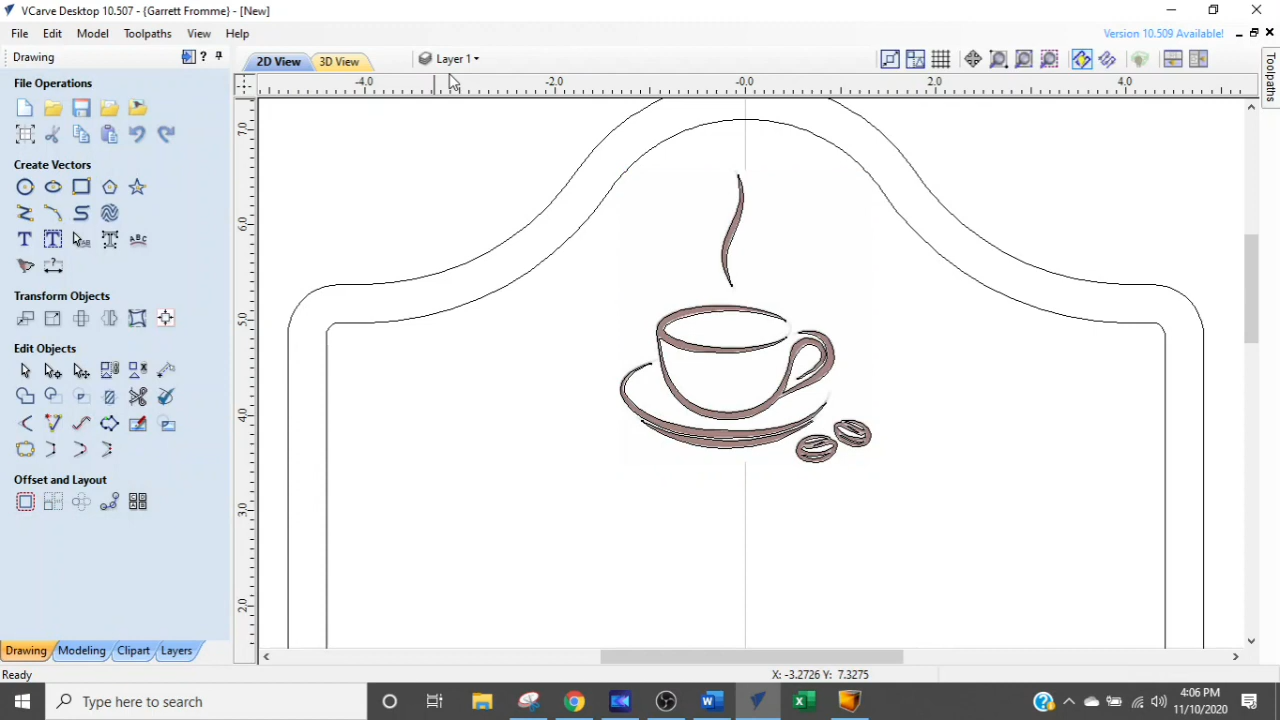 VCarve Desktop 10.507 - {Garrett Fromme} - [New]
File Edit Model Toolpaths View Help
Version 10.509 Available!
Drawing
2D View
3D View
Layer 1
Toolpaths
File Operations
-4.0 -2.0 -0.0 2.0 4.0
7.0
6.0
5.0
4.0
3.0
2.0
Create Vectors
Transform Objects
Edit Objects
Offset and Layout
Drawing Modeling Clipart Layers
Ready
X: -3.2726 Y: 7.3275
Type here to search
4:06 PM
11/10/2020